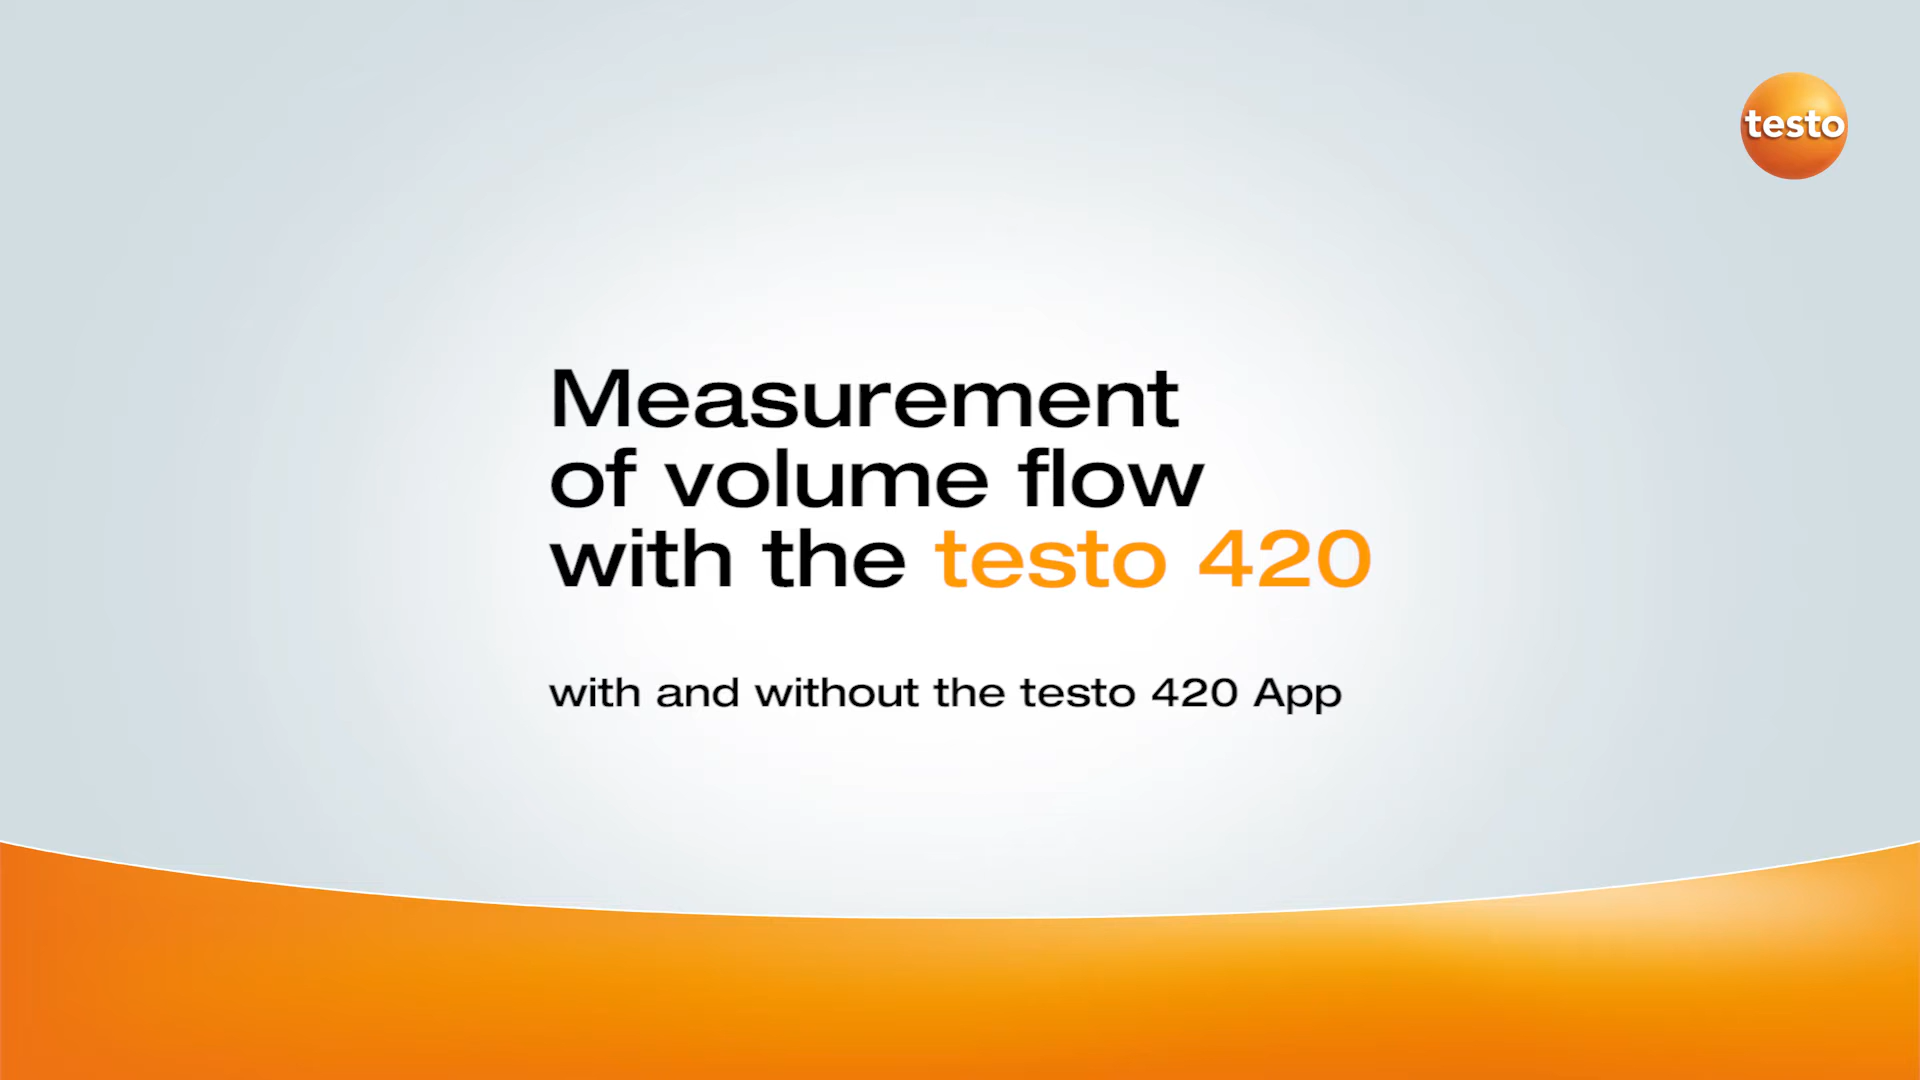 testo
Measurement
of volume flow
with the testo 420
with and without the testo 420 App